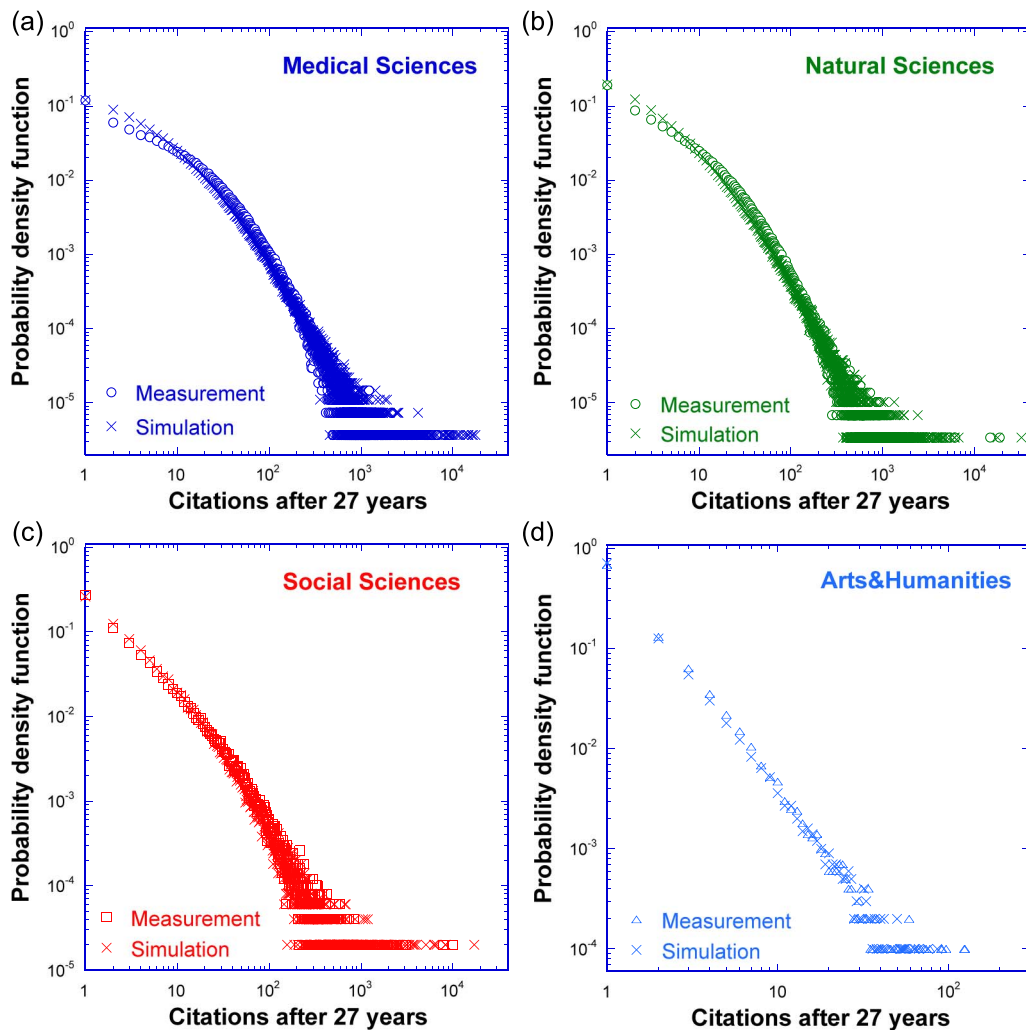 (a)
Medical Sciences
Probability density function
10^0
10^-1
10^-2
10^-3
10^-4
10^-5
Measurement
Simulation
1 10 10^2 10^3 10^4
Citations after 27 years
(b)
Natural Sciences
Probability density function
10^0
10^-1
10^-2
10^-3
10^-4
10^-5
Measurement
Simulation
1 10 10^2 10^3 10^4
Citations after 27 years
(c)
Social Sciences
Probability density function
10^0
10^-1
10^-2
10^-3
10^-4
10^-5
Measurement
Simulation
1 10 10^2 10^3 10^4
Citations after 27 years
(d)
Arts&Humanities
Probability density function
10^0
10^-1
10^-2
10^-3
10^-4
Measurement
Simulation
1 10 10^2
Citations after 27 years